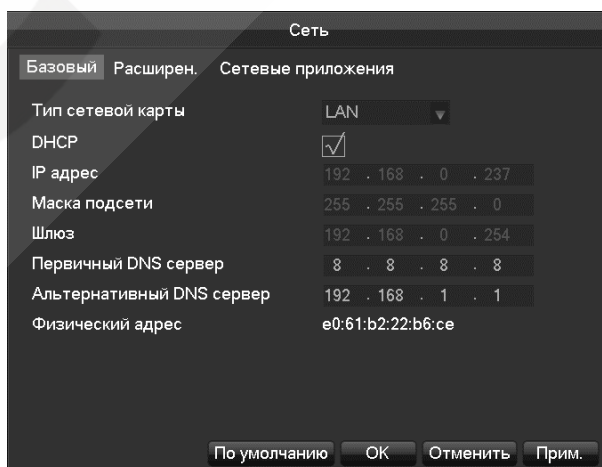 Сеть
Базовый Расширен. Сетевые приложения
Тип сетевой карты LAN
DHCP
IP адрес 192 . 168 . 0 . 237
Маска подсети 255 . 255 . 255 . 0
Шлюз 192 . 168 . 0 . 254
Первичный DNS сервер 8 . 8 . 8 . 8
Альтернативный DNS сервер 192 . 168 . 1 . 1
Физический адрес e0:61:b2:22:b6:ce
По умолчанию OK Отменить Прим.